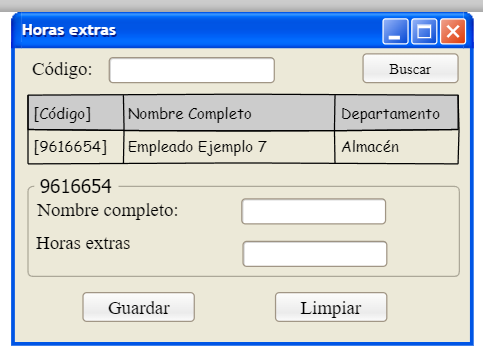 Horas extras
Código:
Buscar
[Código] Nombre Completo Departamento
[9616654] Empleado Ejemplo 7 Almacén
9616654
Nombre completo:
Horas extras
Guardar Limpiar